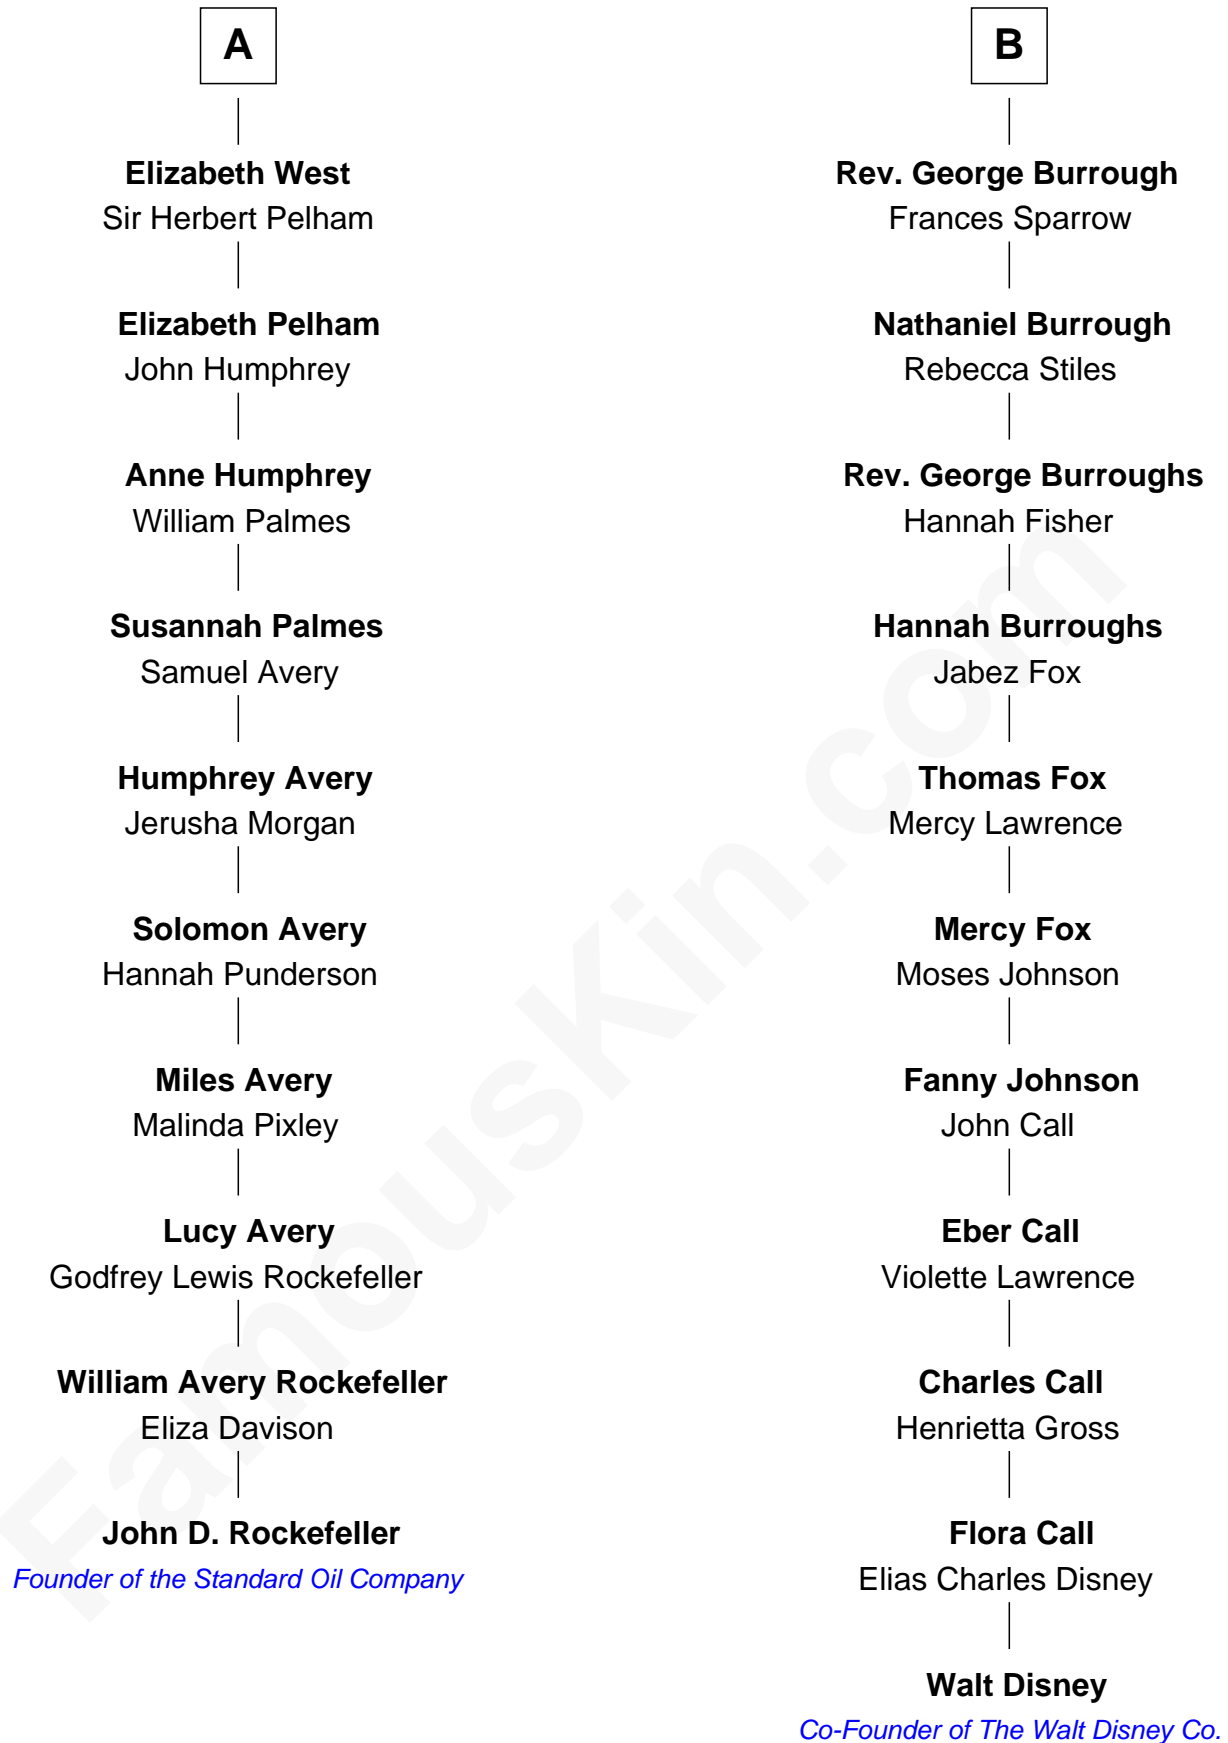 A
Elizabeth West
Sir Herbert Pelham
Elizabeth Pelham
John Humphrey
Anne Humphrey
William Palmes
Susannah Palmes
Samuel Avery
Humphrey Avery
Jerusha Morgan
Solomon Avery
Hannah Punderson
Miles Avery
Malinda Pixley
Lucy Avery
Godfrey Lewis Rockefeller
William Avery Rockefeller
Eliza Davison
John D. Rockefeller
Founder of the Standard Oil Company
B
Rev. George Burrough
Frances Sparrow
Nathaniel Burrough
Rebecca Stiles
Rev. George Burroughs
Hannah Fisher
Hannah Burroughs
Jabez Fox
Thomas Fox
Mercy Lawrence
Mercy Fox
Moses Johnson
Fanny Johnson
John Call
Eber Call
Violette Lawrence
Charles Call
Henrietta Gross
Flora Call
Elias Charles Disney
Walt Disney
Co-Founder of The Walt Disney Co.
FamousKin.com